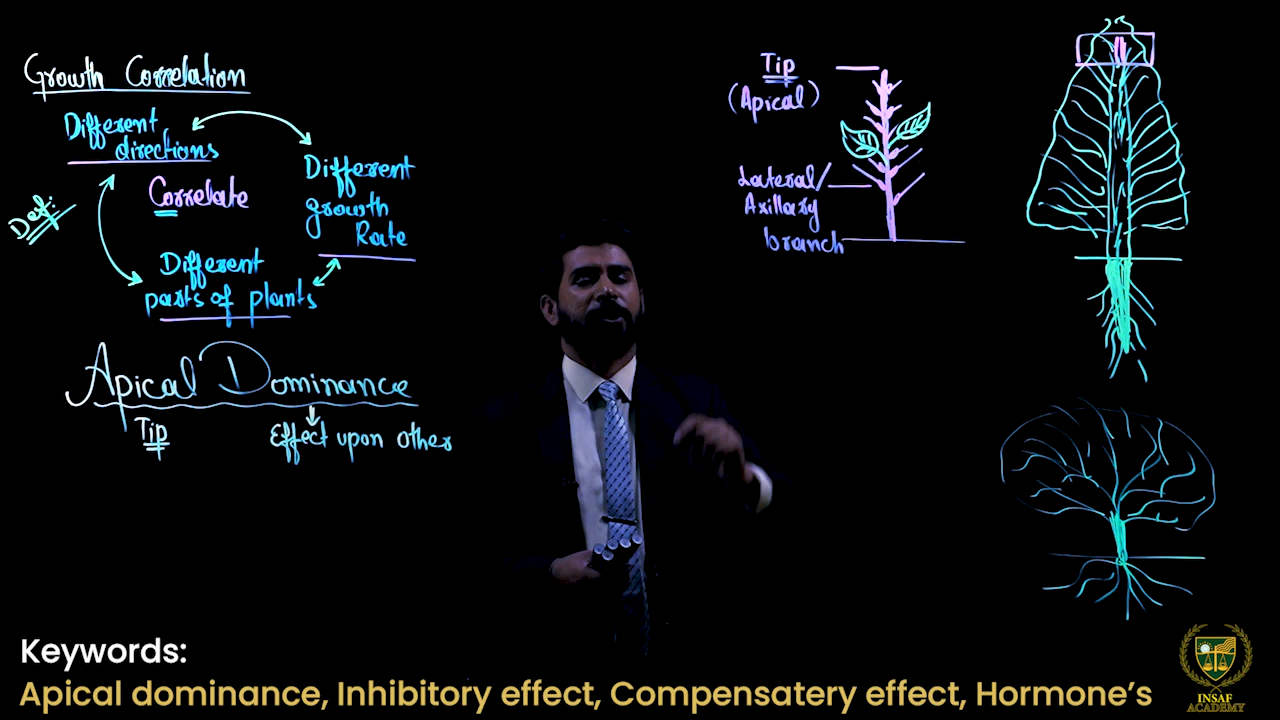 Growth Correlation
Different
directions
Correlate
Def:
Different
growth
Rate
Different
parts of plants
Apical Dominance
Tip
Effect upon other
Tip
(Apical)
Lateral/
Axillary
branch
Keywords:
Apical dominance, Inhibitory effect, Compensatery effect, Hormone's
INSAF
ACADEMY